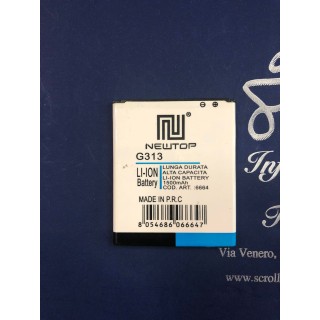 NEWTOP
G313
LI-ION
Battery
LUNGA DURATA
ALTA CAPACITA
LI-ION BATTERY
1500mAh
COD. ART. :6664
MADE IN P.R.C
8 054686 066647
Via Venero,
www.scroll